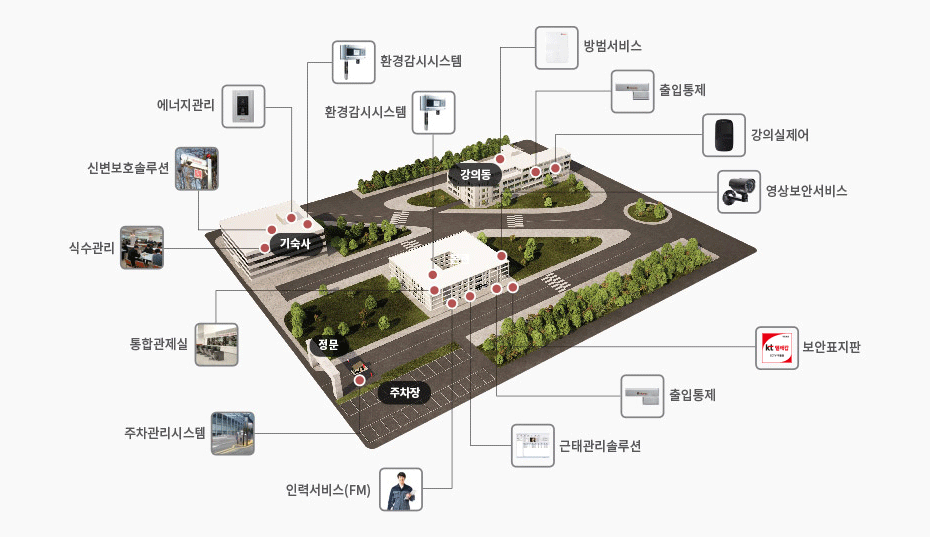 방범서비스
환경감시시스템
출입통제
에너지관리
환경감시시스템
강의실제어
신변보호솔루션
강의동
영상보안서비스
식수관리
기숙사
통합관제실
정문
kt 텔레캅
보안표지판
주차장
출입통제
주차관리시스템
근태관리솔루션
인력서비스(FM)